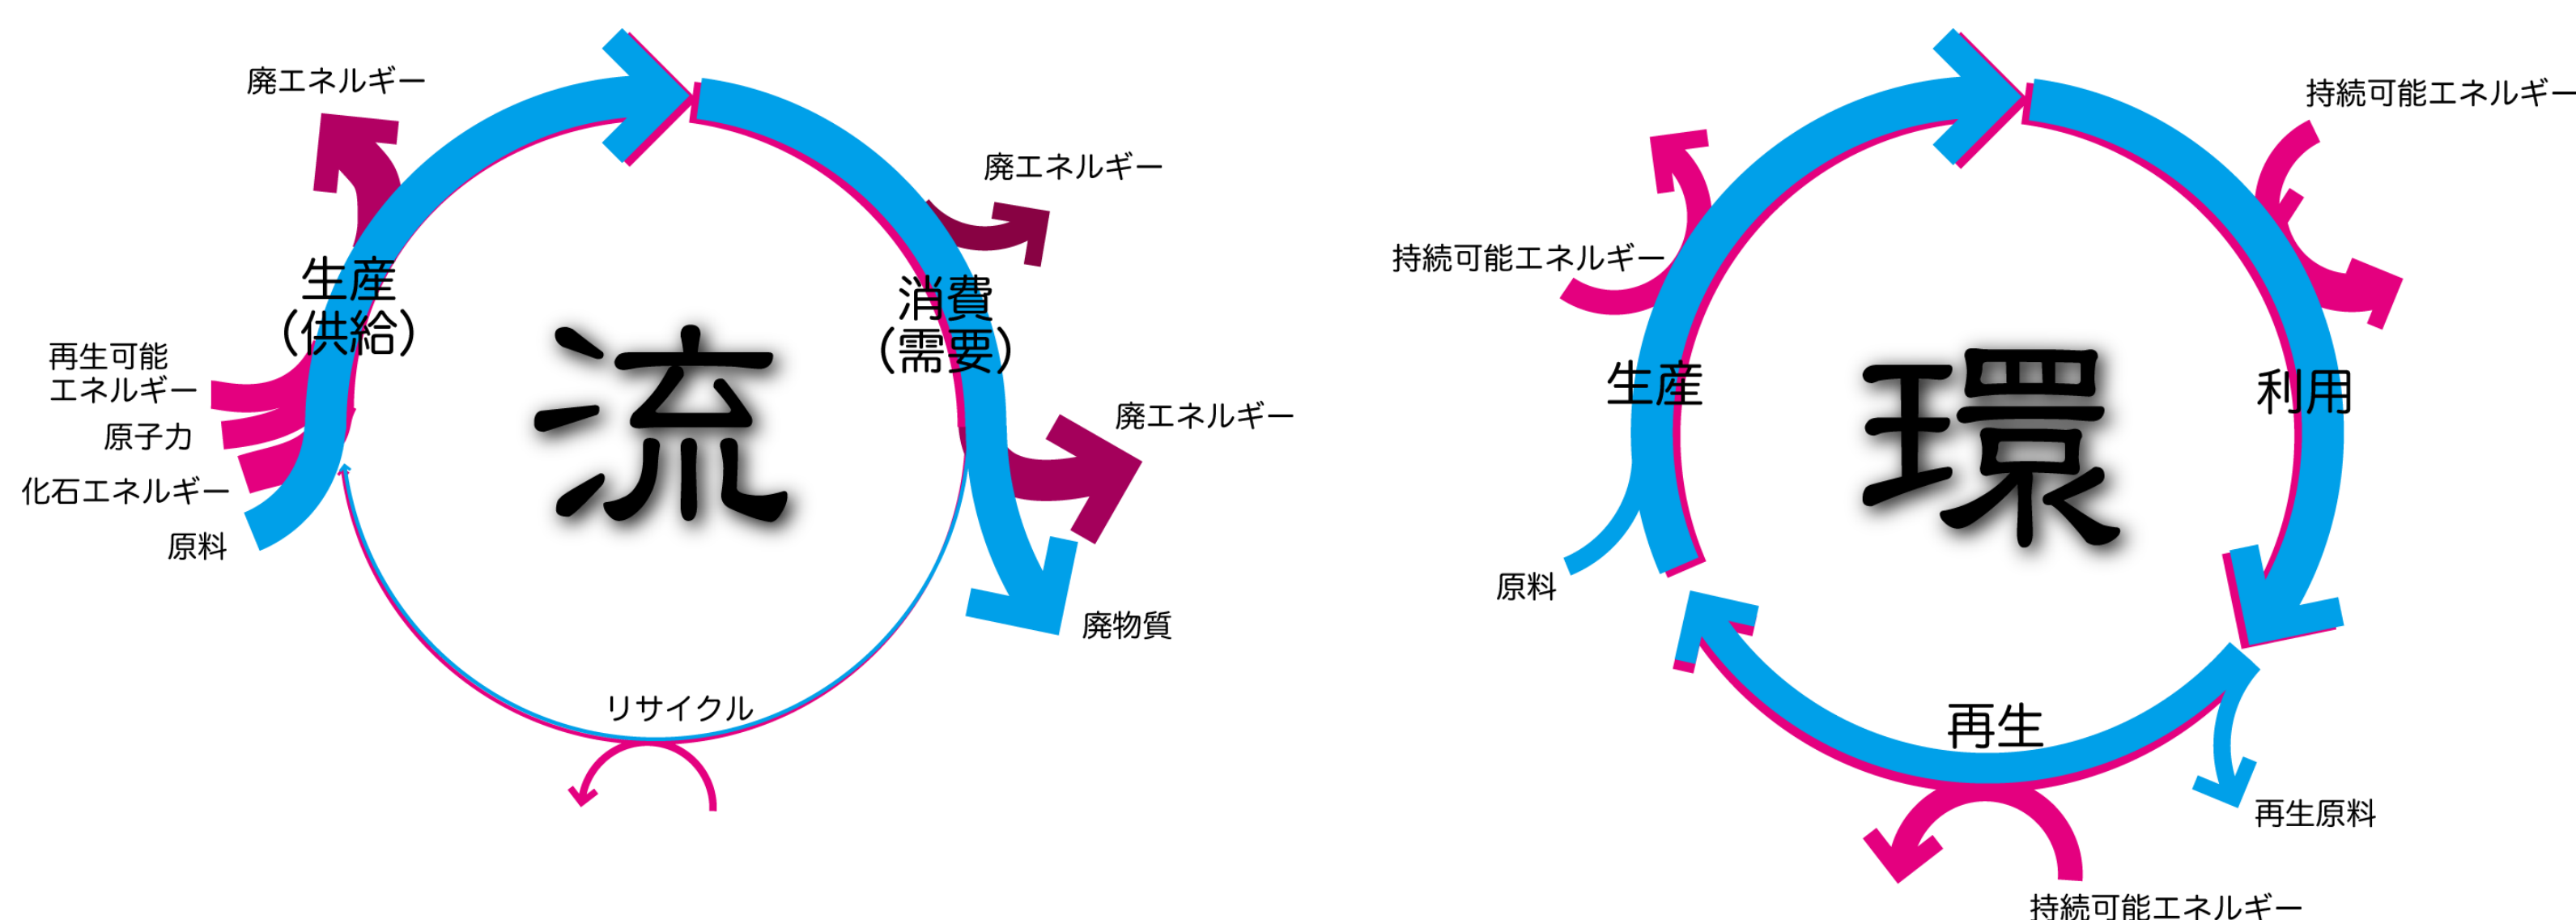 廃エネルギー
廃エネルギー
生産
（供給）
消費
（需要）
再生可能
エネルギー
原子力
化石エネルギー
原料
流
廃エネルギー
廃物質
リサイクル
持続可能エネルギー
持続可能エネルギー
生産
利用
環
原料
再生
再生原料
持続可能エネルギー